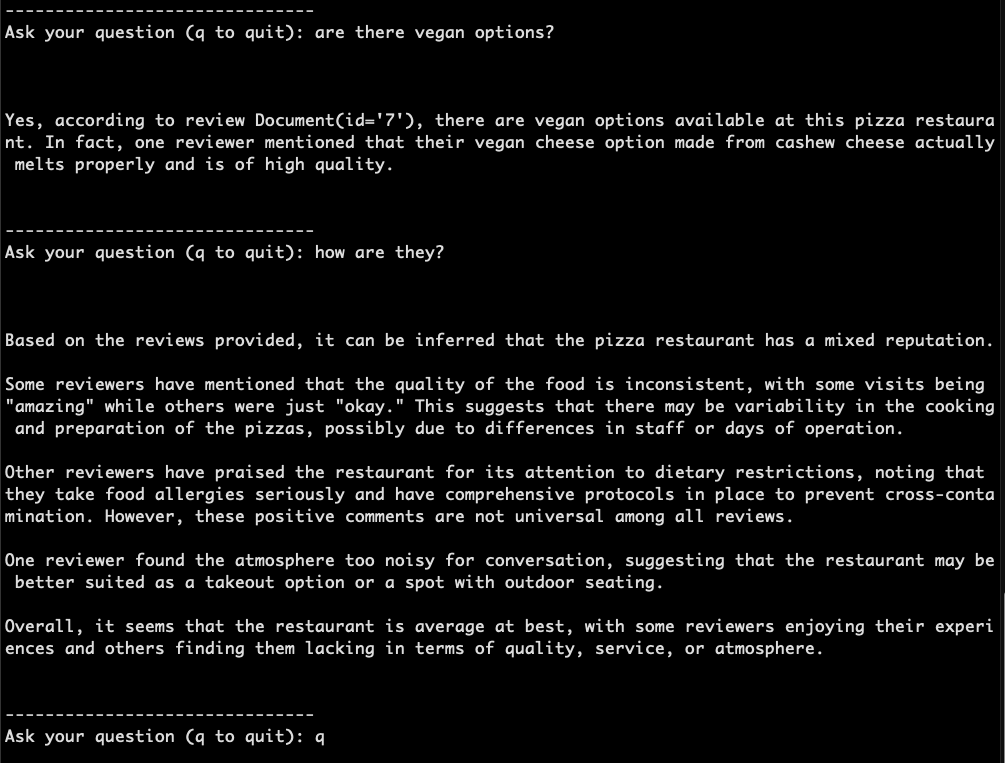 -------------------------------
Ask your question (q to quit): are there vegan options?
Yes, according to review Document(id='7'), there are vegan options available at this pizza restaura
nt. In fact, one reviewer mentioned that their vegan cheese option made from cashew cheese actually
 melts properly and is of high quality.
-------------------------------
Ask your question (q to quit): how are they?
Based on the reviews provided, it can be inferred that the pizza restaurant has a mixed reputation.
Some reviewers have mentioned that the quality of the food is inconsistent, with some visits being
"amazing" while others were just "okay." This suggests that there may be variability in the cooking
 and preparation of the pizzas, possibly due to differences in staff or days of operation.
Other reviewers have praised the restaurant for its attention to dietary restrictions, noting that
they take food allergies seriously and have comprehensive protocols in place to prevent cross-conta
mination. However, these positive comments are not universal among all reviews.
One reviewer found the atmosphere too noisy for conversation, suggesting that the restaurant may be
 better suited as a takeout option or a spot with outdoor seating.
Overall, it seems that the restaurant is average at best, with some reviewers enjoying their experi
ences and others finding them lacking in terms of quality, service, or atmosphere.
-------------------------------
Ask your question (q to quit): q